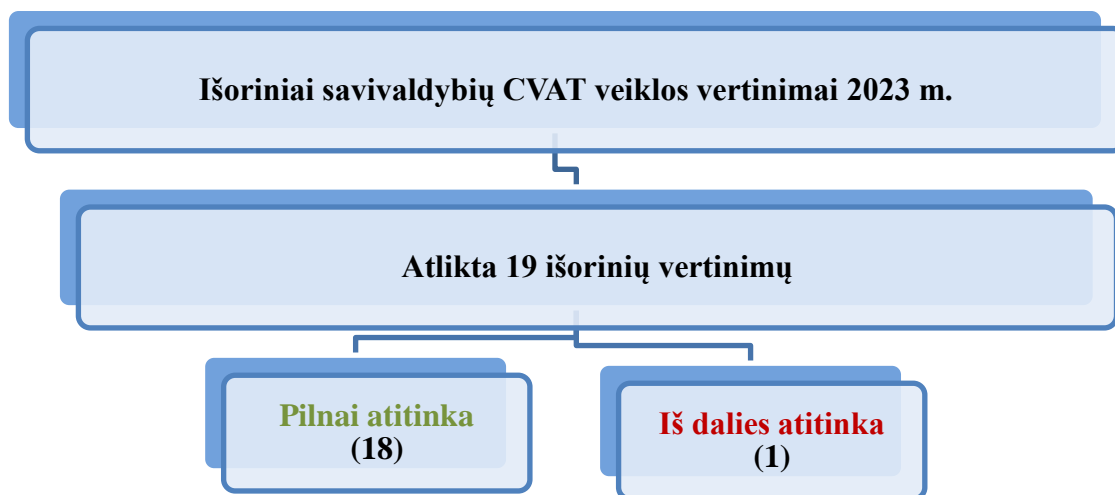 Išoriniai savivaldybių CVAT veiklos vertinimai 2023 m.
Atlikta 19 išorinių vertinimų
Pilnai atitinka
(18)
Iš dalies atitinka
(1)